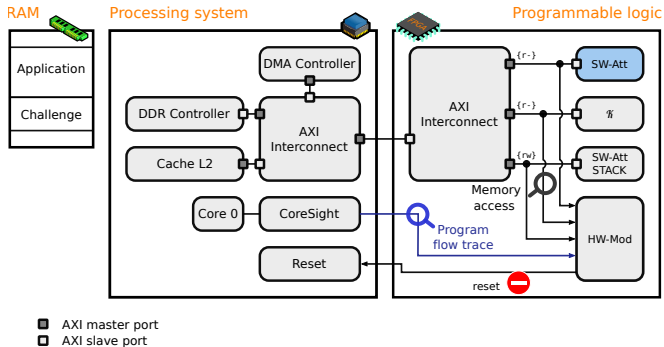 RAM
Processing system
Programmable logic
FPGA
Application
Challenge
DMA Controller
DDR Controller
Cache L2
AXI
Interconnect
Core 0
CoreSight
Reset
AXI
Interconnect
{r-}
{r-}
{rw}
SW-Att
𝒦
SW-Att
STACK
Memory
access
Program
flow trace
HW-Mod
reset
AXI master port
AXI slave port